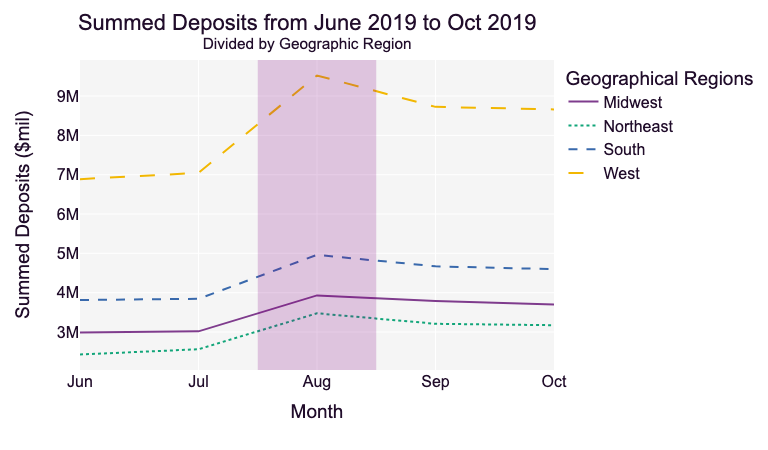 Summed Deposits from June 2019 to Oct 2019
Divided by Geographic Region
Summed Deposits ($mil)
9M
8M
7M
6M
5M
4M
3M
Jun Jul Aug Sep Oct
Month
Geographical Regions
Midwest
Northeast
South
West